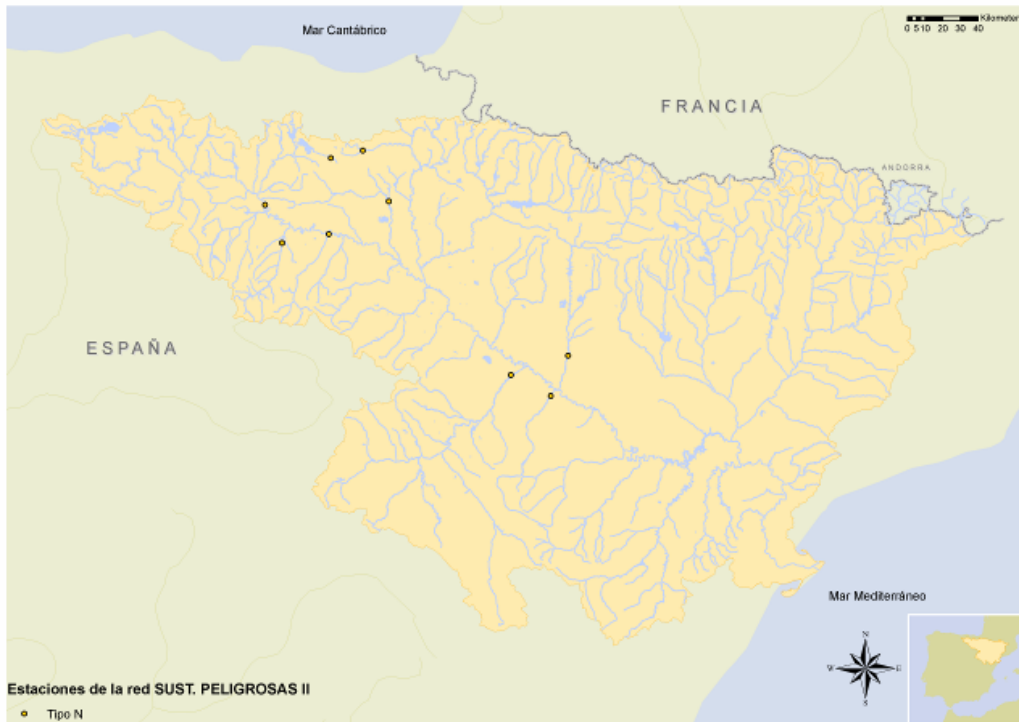 Mar Cantábrico
Kilometer
0 5 10 20 30 40
FRANCIA
ANDORRA
ESPAÑA
Mar Mediterráneo
N
W E
S
Estaciones de la red SUST. PELIGROSAS II
Tipo N